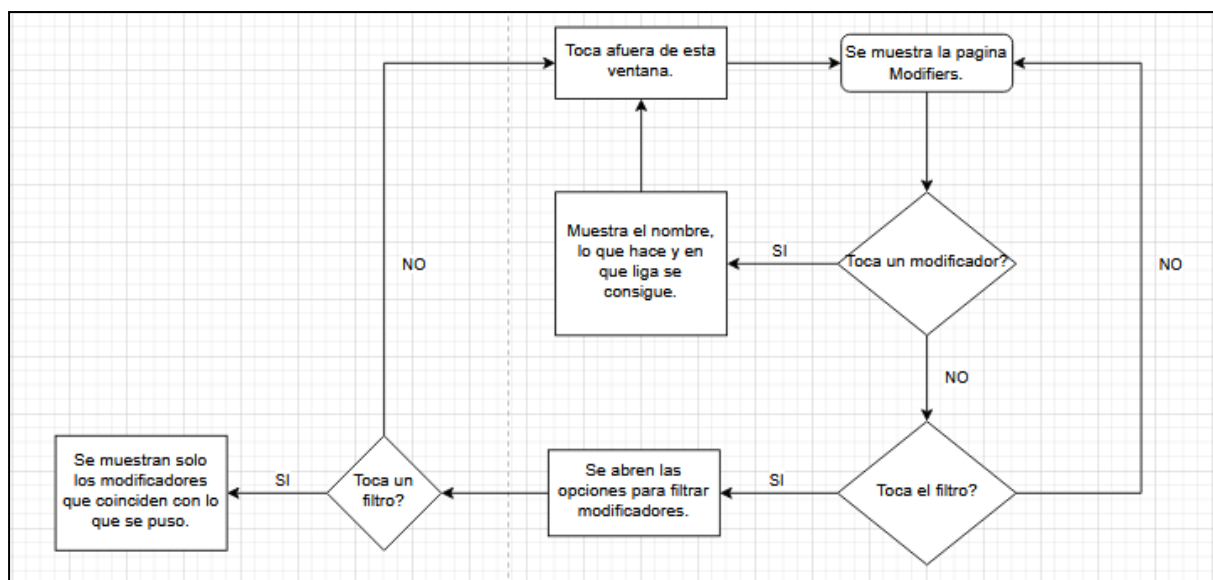 Toca afuera de esta
ventana.
Se muestra la pagina
Modifiers.
Muestra el nombre,
lo que hace y en
que liga se
consigue.
SI
Toca un modificador?
NO
NO
NO
Se muestran solo
los modificadores
que coinciden con lo
que se puso.
SI
Toca un
filtro?
Se abren las
opciones para filtrar
modificadores.
SI
Toca el filtro?